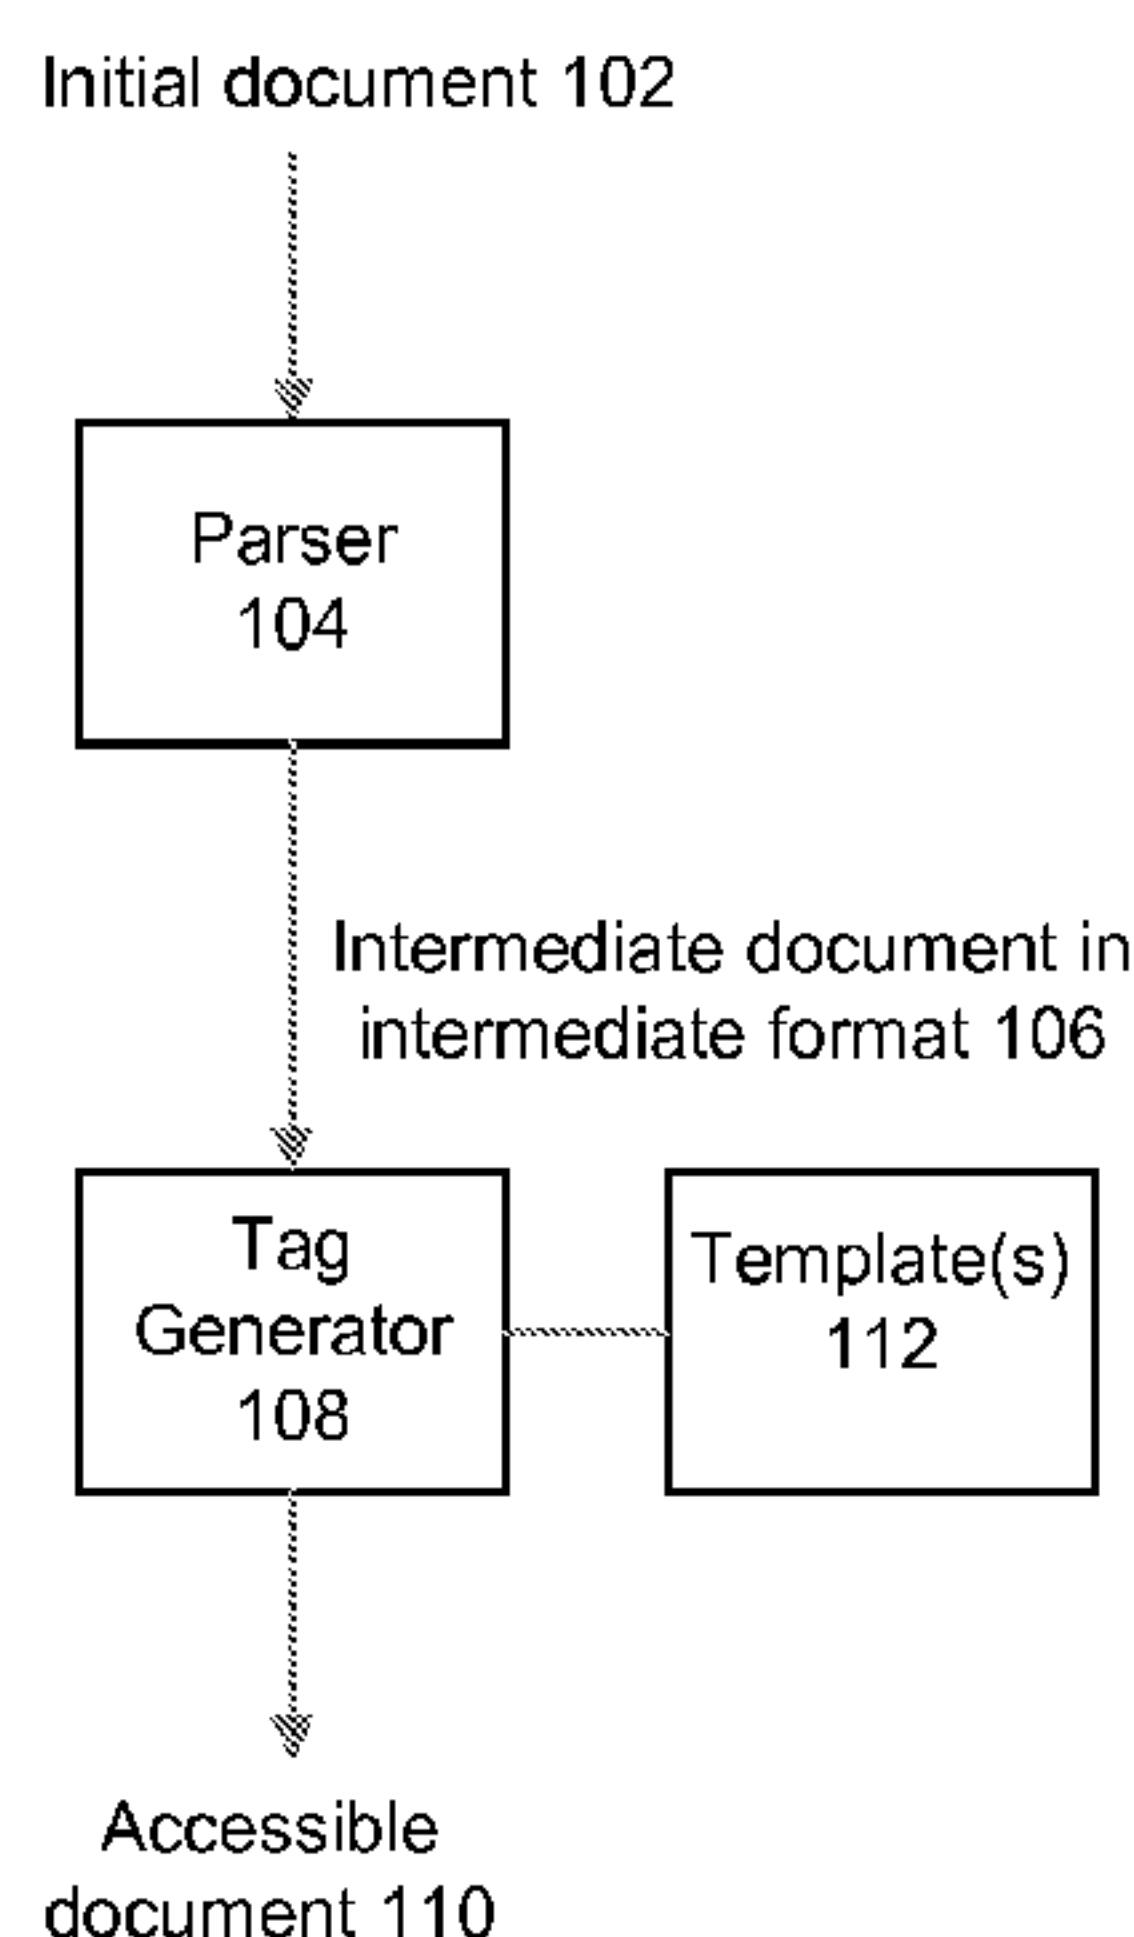 Initial document 102
Parser
104
Intermediate document in
intermediate format 106
Tag
Generator
108
Template(s)
112
Accessible
document 110